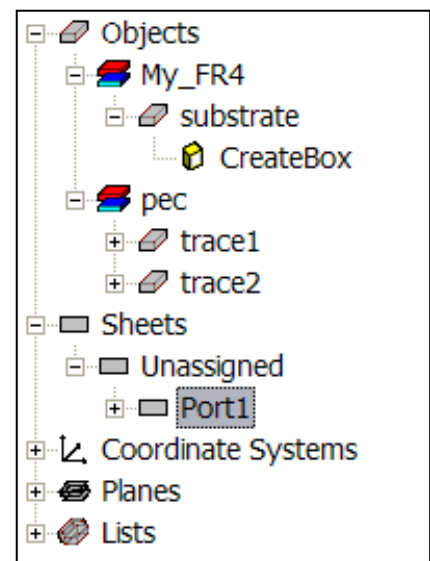 Objects
My_FR4
substrate
CreateBox
pec
trace1
trace2
Sheets
Unassigned
Port1
Coordinate Systems
Planes
Lists